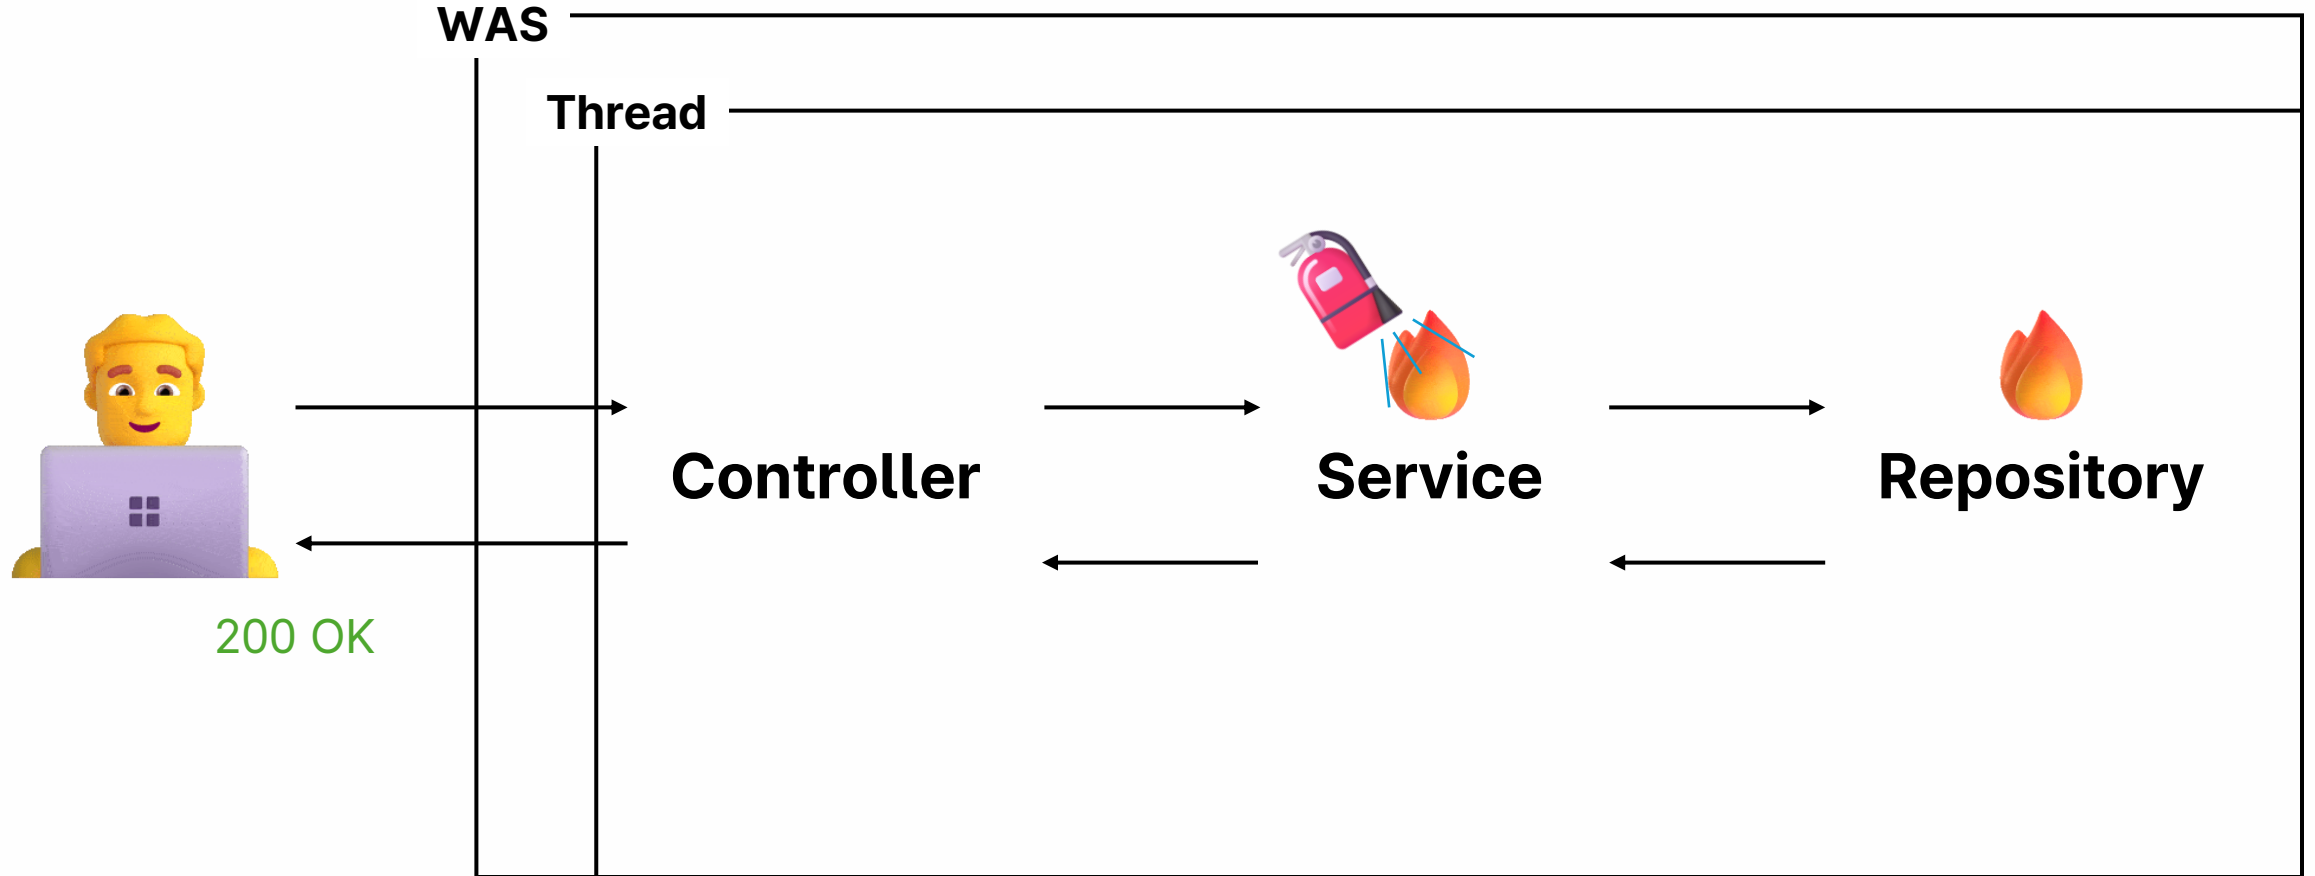 WAS
Thread
Controller
Service
Repository
200 OK